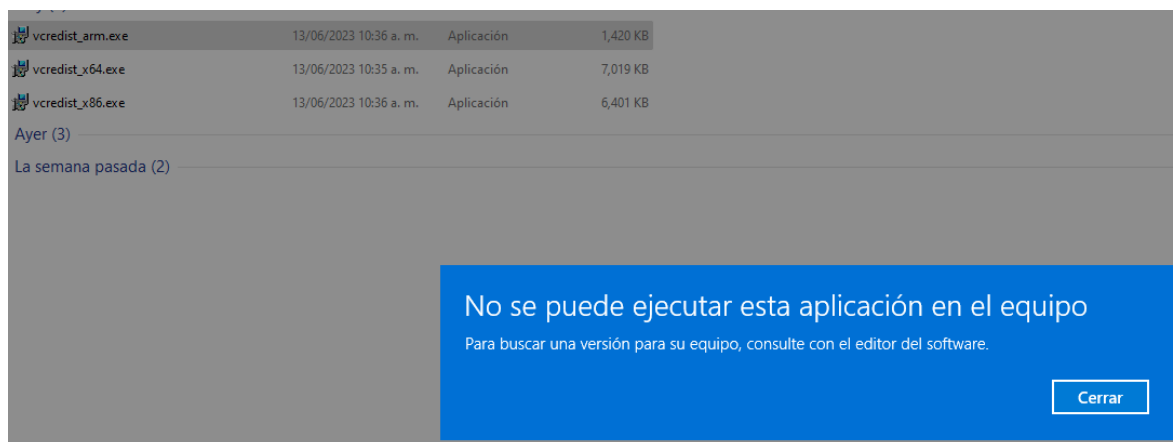 vcredist_arm.exe 13/06/2023 10:36 a. m. Aplicación 1,420 KB
vcredist_x64.exe 13/06/2023 10:35 a. m. Aplicación 7,019 KB
vcredist_x86.exe 13/06/2023 10:36 a. m. Aplicación 6,401 KB
Ayer (3)
La semana pasada (2)
No se puede ejecutar esta aplicación en el equipo
Para buscar una versión para su equipo, consulte con el editor del software.
Cerrar